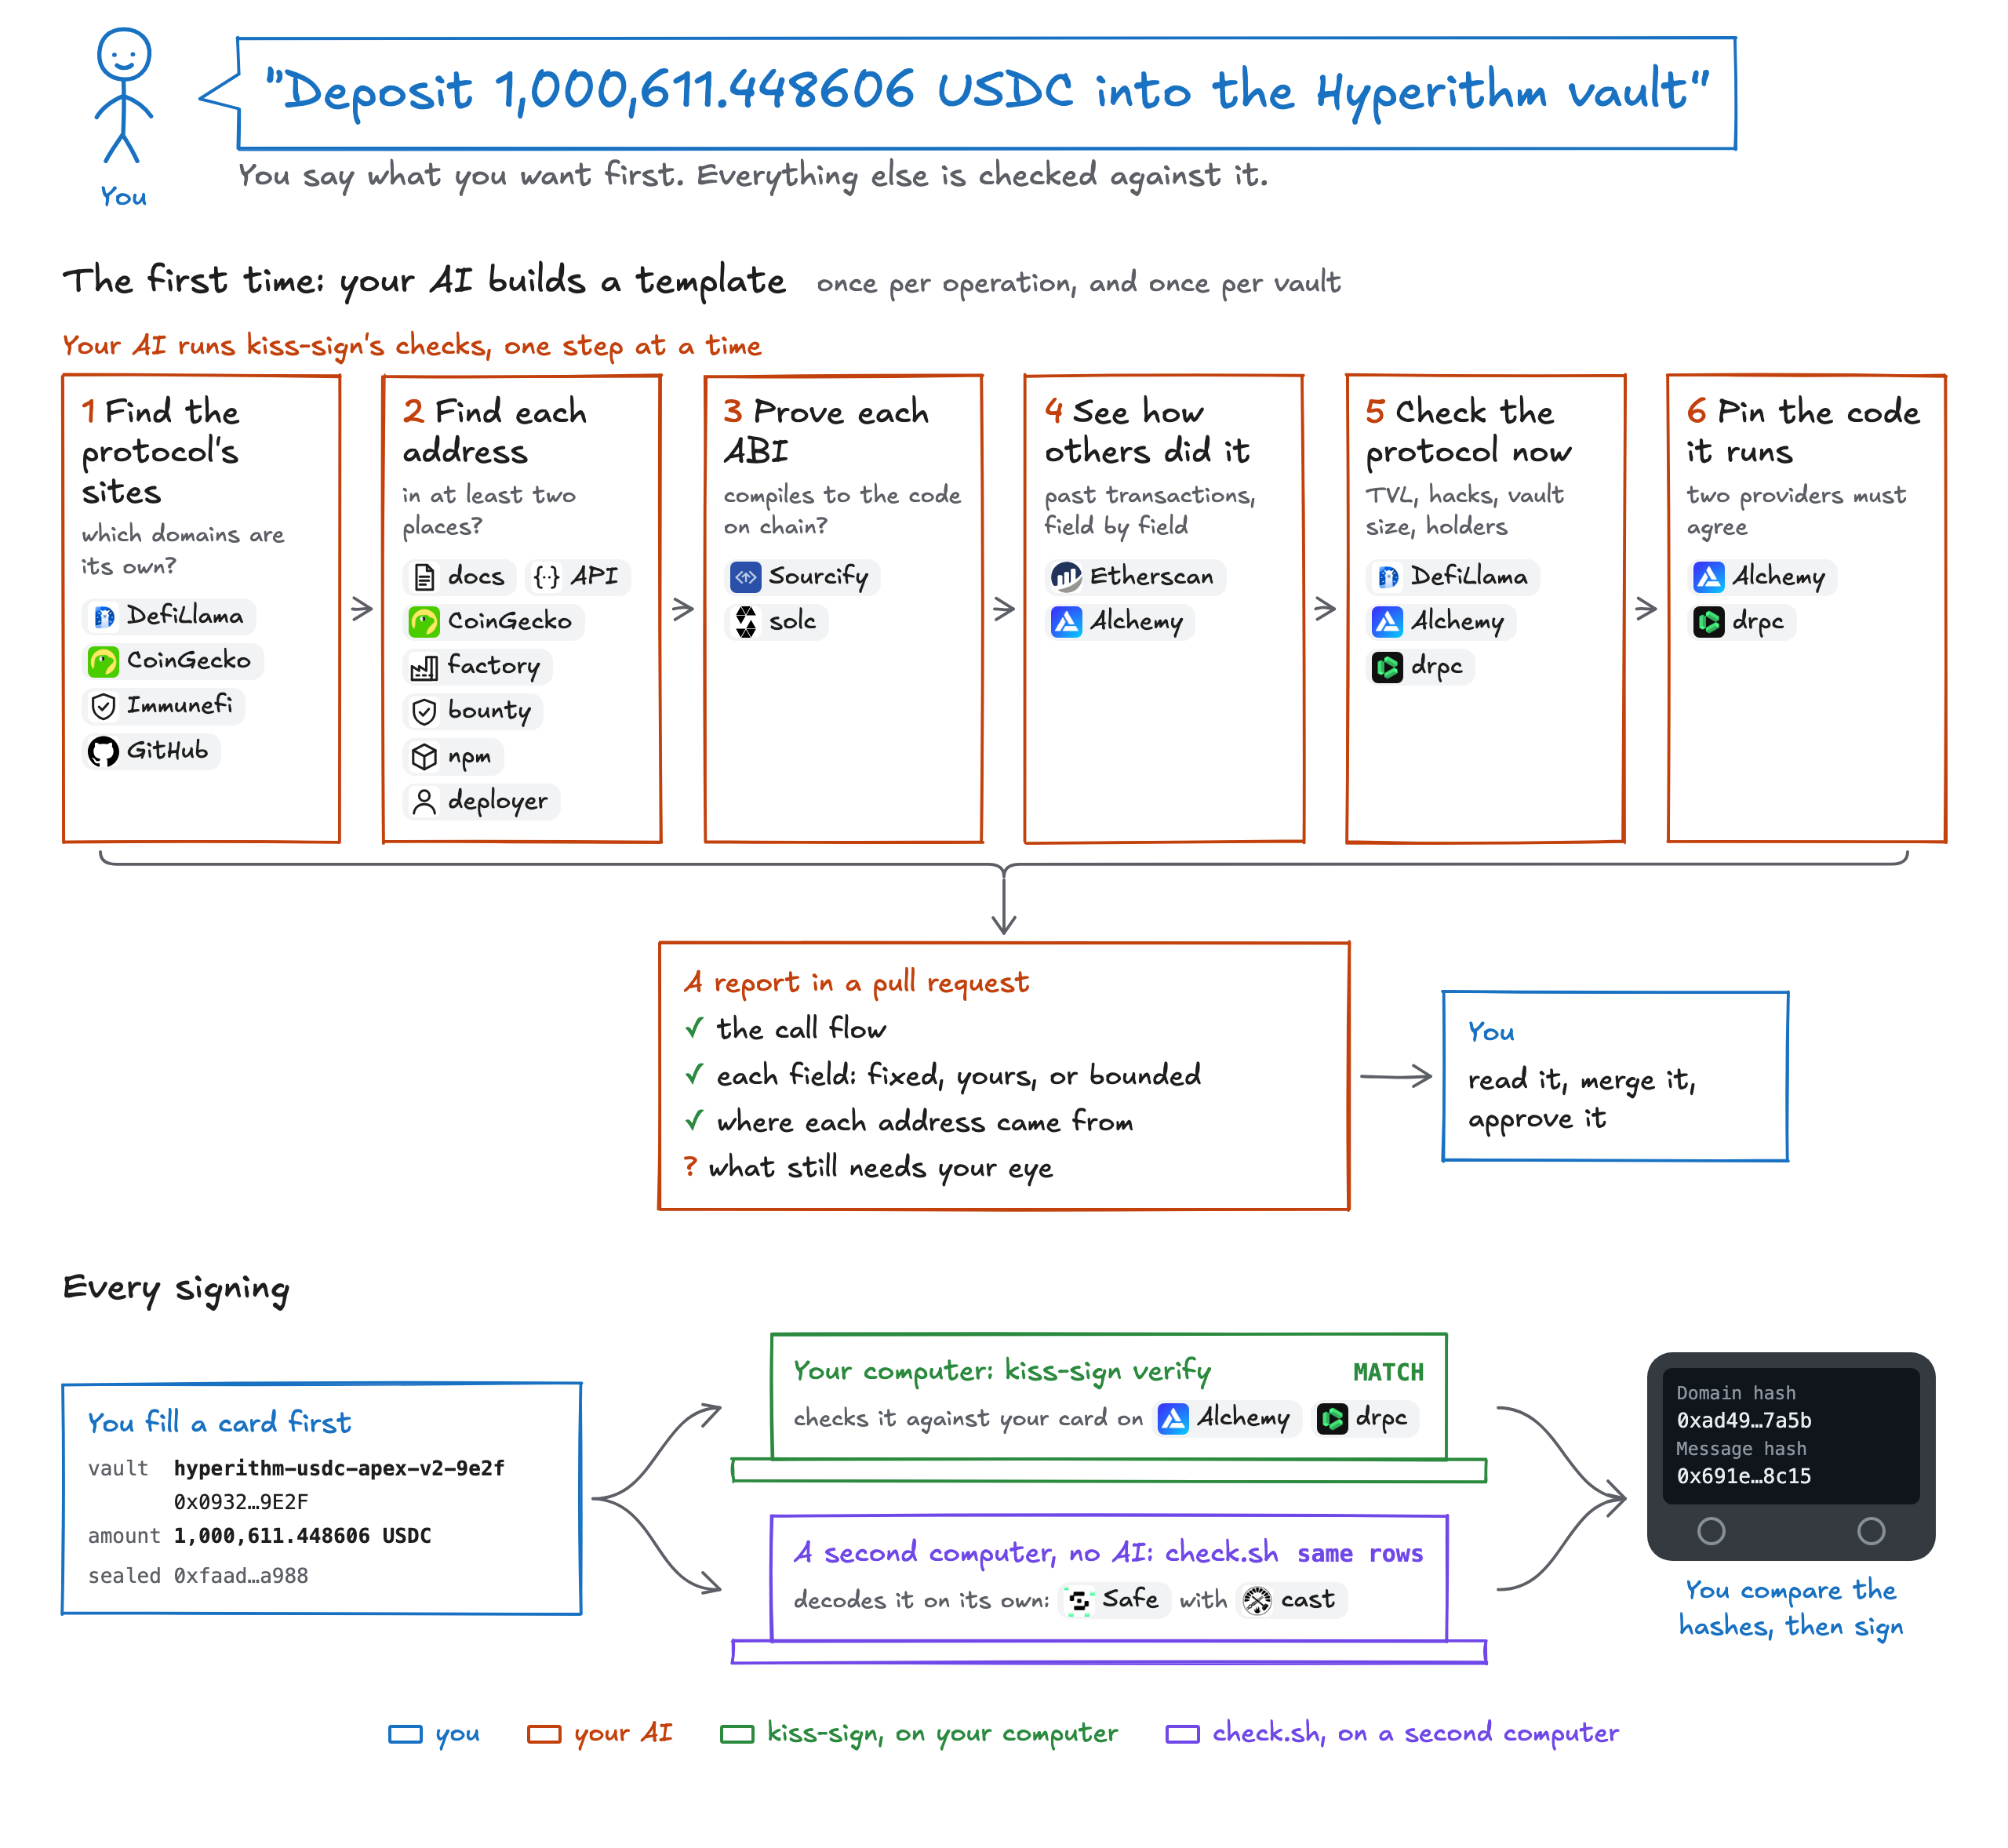 "Deposit 1,000,611.448606 USDC into the Hyperithm vault"
You say what you want first. Everything else is checked against it.
You
The first time: your AI builds a template once per operation, and once per vault
Your AI runs kiss-sign's checks, one step at a time
1 Find the
protocol's
sites
which domains are
its own?
DefiLlama
CoinGecko
Immunefi
GitHub
2 Find each
address
in at least two
places?
docs API
CoinGecko
factory
bounty
npm
deployer
3 Prove each
ABI
compiles to the code
on chain?
Sourcify
solc
4 See how
others did it
past transactions,
field by field
Etherscan
Alchemy
5 Check the
protocol now
TVL, hacks, vault
size, holders
DefiLlama
Alchemy
drpc
6 Pin the code
it runs
two providers must
agree
Alchemy
drpc
A report in a pull request
✓ the call flow
✓ each field: fixed, yours, or bounded
✓ where each address came from
? what still needs your eye
You
read it, merge it,
approve it
Every signing
You fill a card first
vault hyperithm-usdc-apex-v2-9e2f
0x0932…9E2F
amount 1,000,611.448606 USDC
sealed 0xfaad…a988
Your computer: kiss-sign verify MATCH
checks it against your card on Alchemy drpc
A second computer, no AI: check.sh same rows
decodes it on its own: Safe with cast
Domain hash
0xad49…7a5b
Message hash
0x691e…8c15
You compare the
hashes, then sign
you your AI kiss-sign, on your computer check.sh, on a second computer